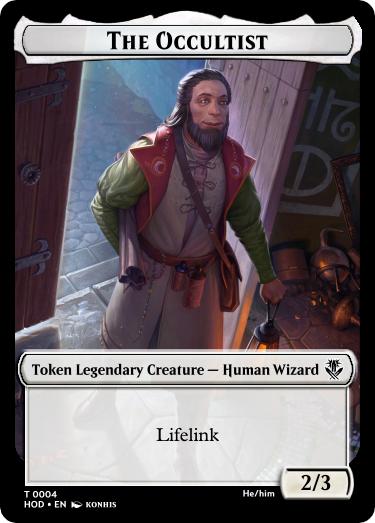 The Occultist
Token Legendary Creature — Human Wizard
Lifelink
2/3
T 0004
He/him
HOD • EN KONHIS